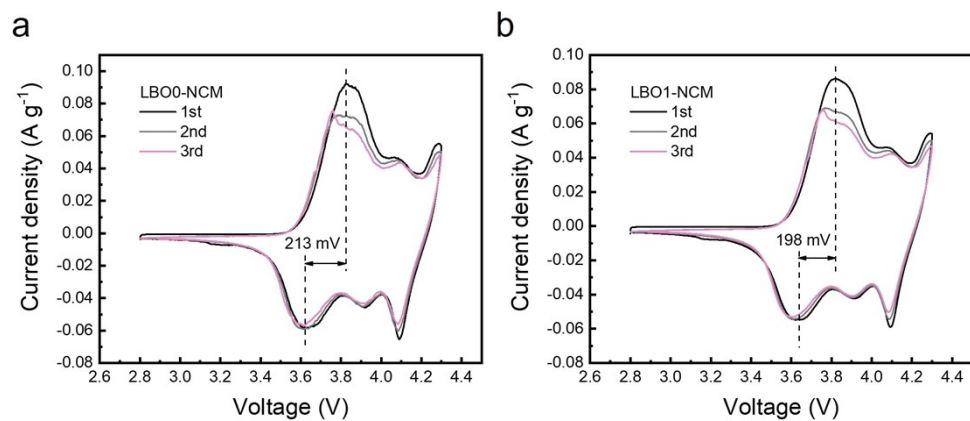 a
LBO0-NCM
1st
2nd
3rd
213 mV
Current density (A g⁻¹)
0.10
0.08
0.06
0.04
0.02
0.00
-0.02
-0.04
-0.06
-0.08
2.6 2.8 3.0 3.2 3.4 3.6 3.8 4.0 4.2 4.4
Voltage (V)
b
LBO1-NCM
1st
2nd
3rd
198 mV
Current density (A g⁻¹)
0.10
0.08
0.06
0.04
0.02
0.00
-0.02
-0.04
-0.06
-0.08
2.6 2.8 3.0 3.2 3.4 3.6 3.8 4.0 4.2 4.4
Voltage (V)